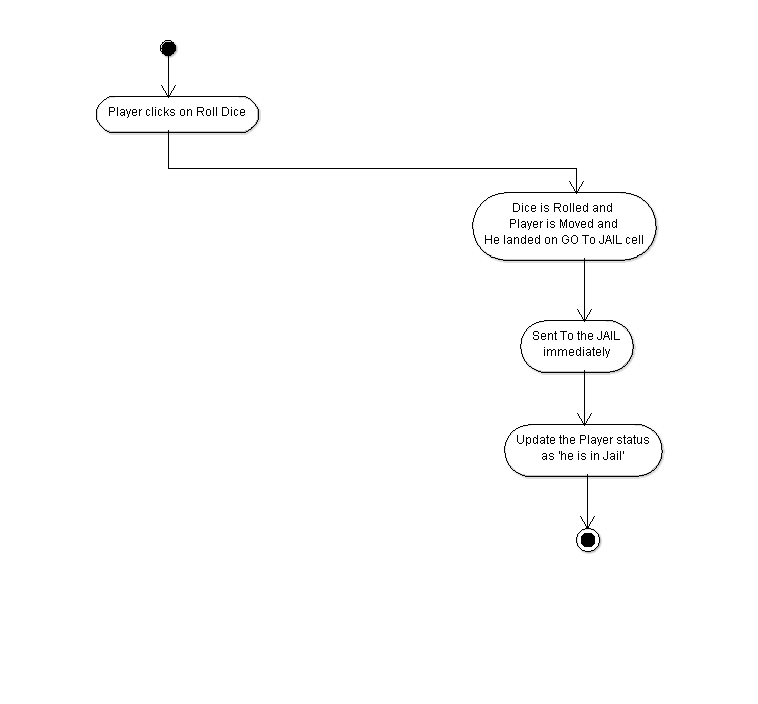 Player clicks on Roll Dice
Dice is Rolled and
Player is Moved and
He landed on GO To JAIL cell
Sent To the JAIL
immediately
Update the Player status
as 'he is in Jail'